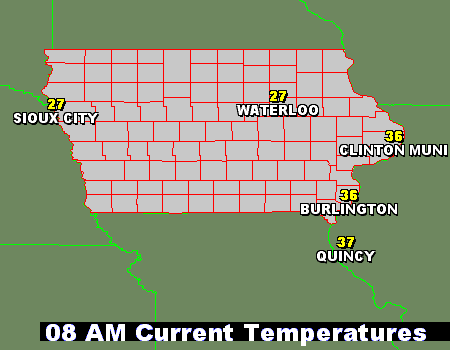 27
SIOUX CITY
27
WATERLOO
36
CLINTON MUNI
36
BURLINGTON
37
QUINCY
08 AM Current Temperatures